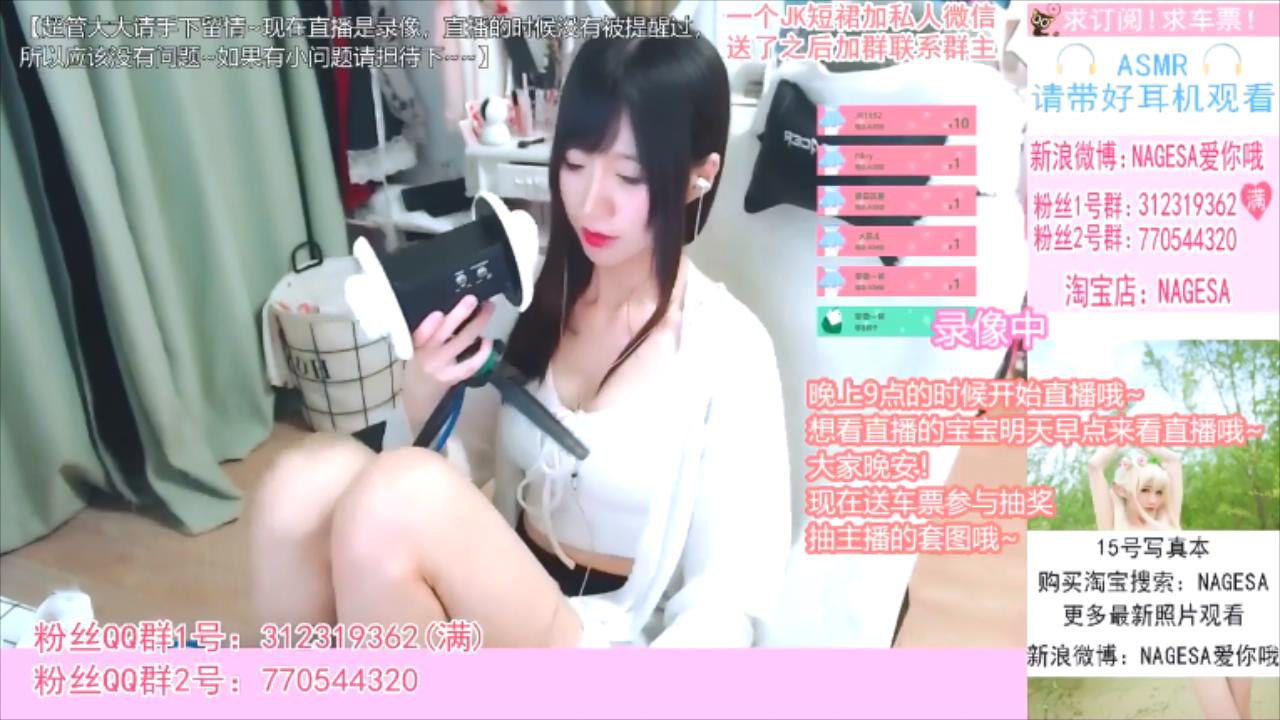 【超管大大请手下留情~现在直播是录像，直播的时候没有被提醒过，
所以应该没有问题~如果有小问题请担待下~~】
一个JK短裙加私人微信
送了之后加群联系群主
求订阅！求车票！
ASMR
请带好耳机观看
新浪微博：NAGESA爱你哦
粉丝1号群：312319362 满
粉丝2号群：770544320
淘宝店：NAGESA
10
1
1
1
1
录像中
晚上9点的时候开始直播哦~
想看直播的宝宝明天早点来看直播哦~
大家晚安！
现在送车票参与抽奖
抽主播的套图哦~
15号写真本
购买淘宝搜索：NAGESA
更多最新照片观看
新浪微博：NAGESA爱你哦
粉丝QQ群1号：312319362(满)
粉丝QQ群2号：770544320